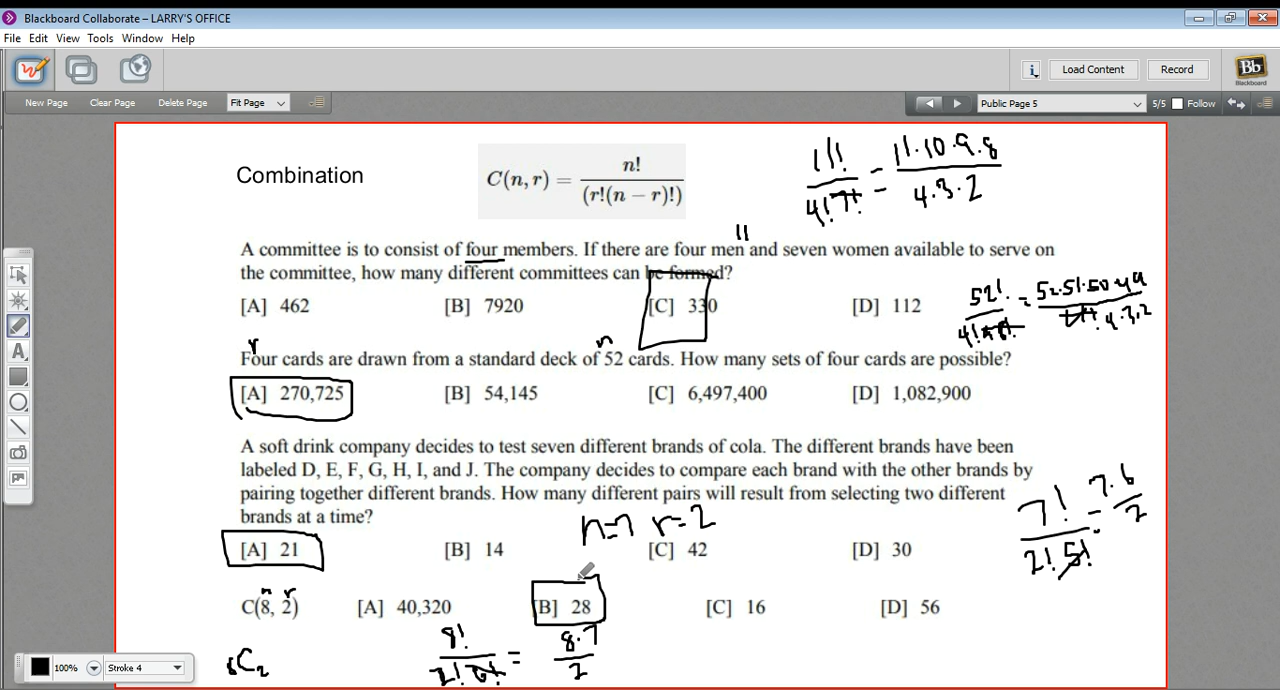 Blackboard Collaborate – LARRY'S OFFICE
File Edit View Tools Window Help
i Load Content Record Bb
Blackboard
New Page Clear Page Delete Page Fit Page Public Page 5 5/5 Follow
Combination
C(n, r) = n! / (r!(n − r)!)
11! / 4!7! = 11·10·9·8 / 4·3·2
11
A committee is to consist of four members. If there are four men and seven women available to serve on
the committee, how many different committees can be formed?
[A] 462 [B] 7920 [C] 330 [D] 112
52! / 4!48! = 52·51·50·49 / 4·3·2
r n
Four cards are drawn from a standard deck of 52 cards. How many sets of four cards are possible?
[A] 270,725 [B] 54,145 [C] 6,497,400 [D] 1,082,900
A soft drink company decides to test seven different brands of cola. The different brands have been
labeled D, E, F, G, H, I, and J. The company decides to compare each brand with the other brands by
pairing together different brands. How many different pairs will result from selecting two different
brands at a time?
n=7 r=2
7! / 2!5! = 7·6 / 2
[A] 21 [B] 14 [C] 42 [D] 30
n r
C(8, 2) [A] 40,320 [B] 28 [C] 16 [D] 56
8C2
8! / 2!6! = 8·7 / 2
100% Stroke 4
A